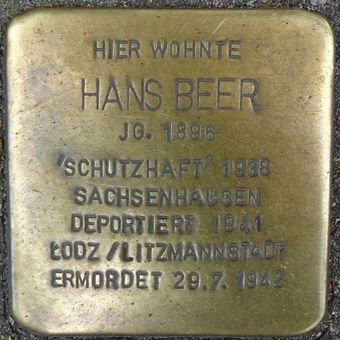 HIER WOHNTE
HANS BEER
JG. 1896
'SCHUTZHAFT' 1938
SACHSENHAUSEN
DEPORTIERT 1941
ŁODZ / LITZMANNSTADT
ERMORDET 29.7.1942